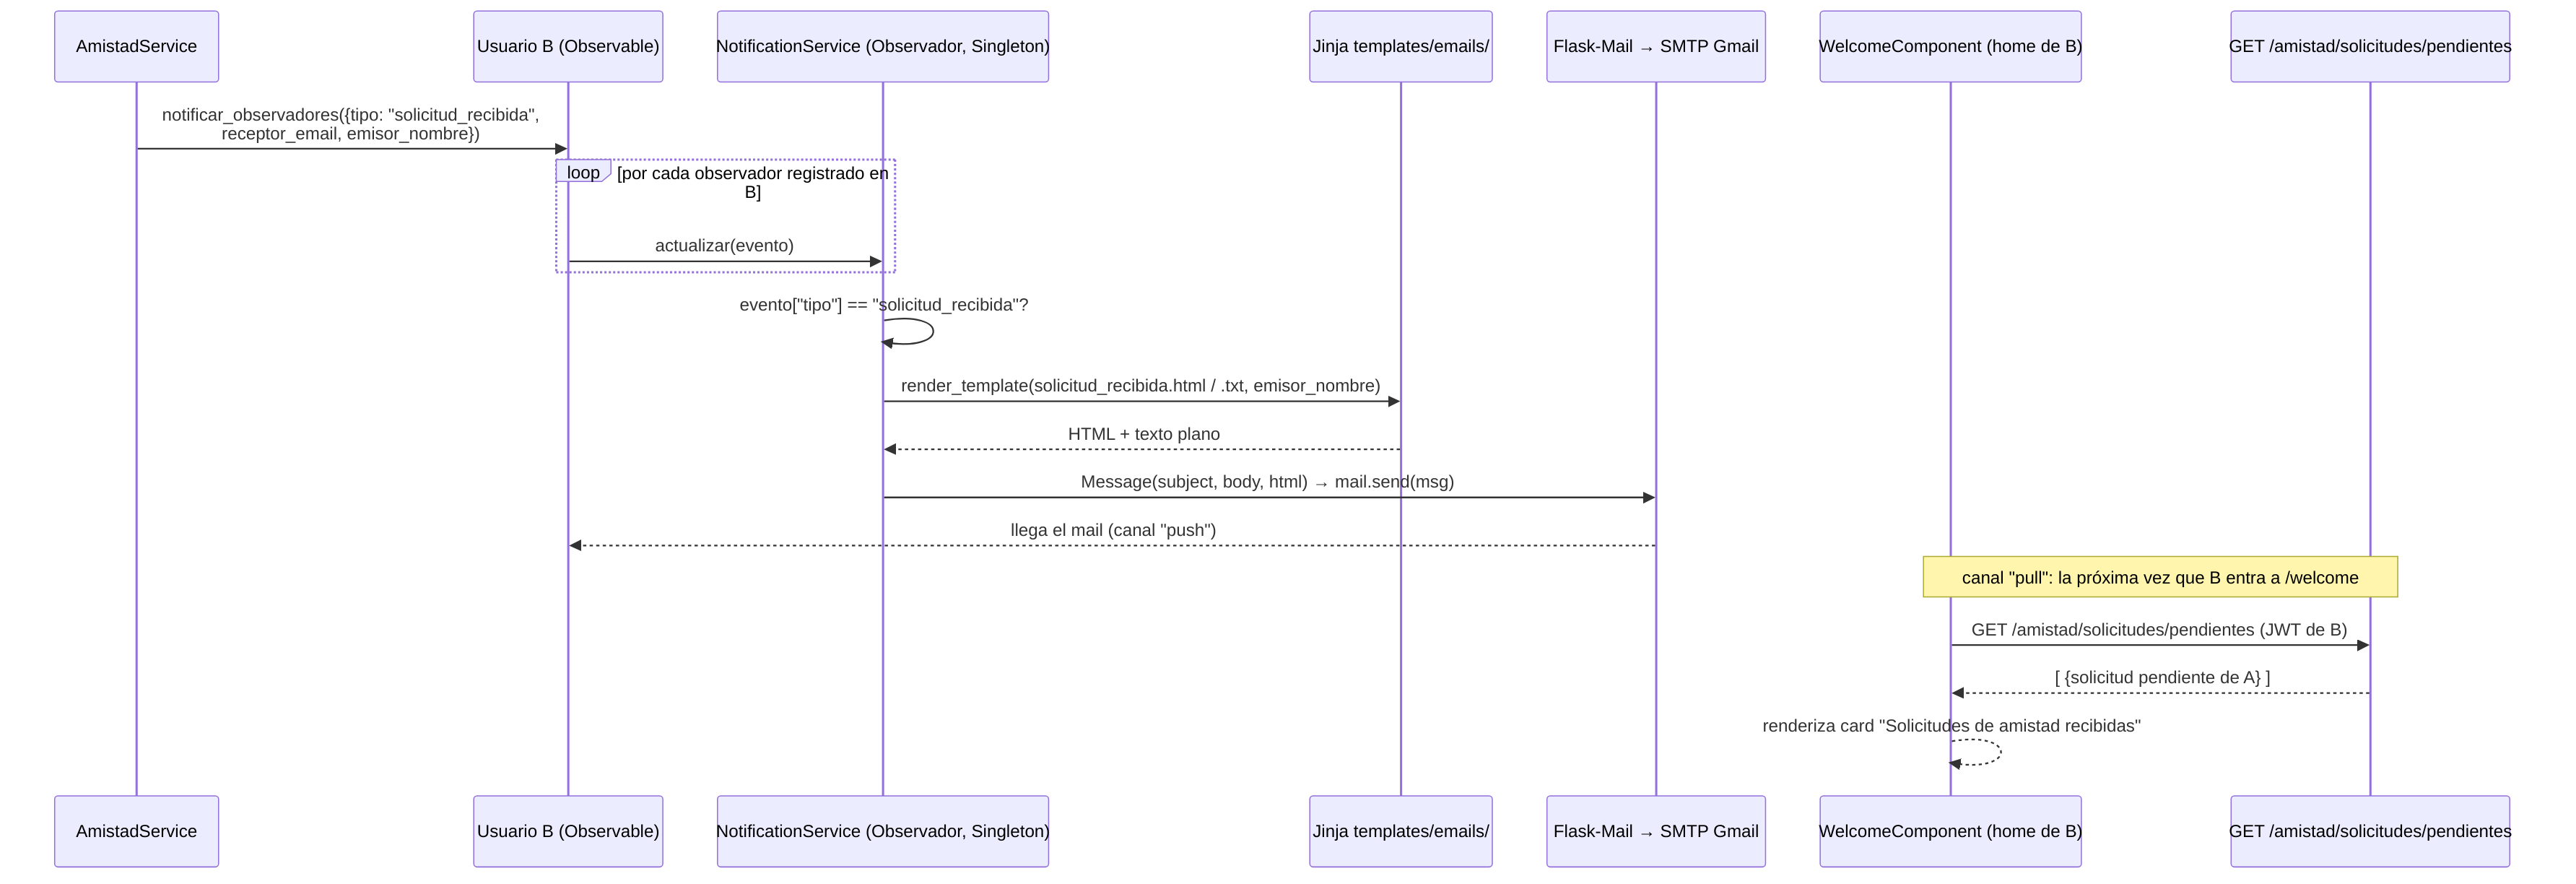 AmistadService
Usuario B (Observable)
NotificationService (Observador, Singleton)
Jinja templates/emails/
Flask-Mail → SMTP Gmail
WelcomeComponent (home de B)
GET /amistad/solicitudes/pendientes
notificar_observadores({tipo: "solicitud_recibida",
receptor_email, emisor_nombre})
loop
[por cada observador registrado en
B]
actualizar(evento)
evento["tipo"] == "solicitud_recibida"?
render_template(solicitud_recibida.html / .txt, emisor_nombre)
HTML + texto plano
Message(subject, body, html) → mail.send(msg)
llega el mail (canal "push")
canal "pull": la próxima vez que B entra a /welcome
GET /amistad/solicitudes/pendientes (JWT de B)
[ {solicitud pendiente de A} ]
renderiza card "Solicitudes de amistad recibidas"
AmistadService
Usuario B (Observable)
NotificationService (Observador, Singleton)
Jinja templates/emails/
Flask-Mail → SMTP Gmail
WelcomeComponent (home de B)
GET /amistad/solicitudes/pendientes